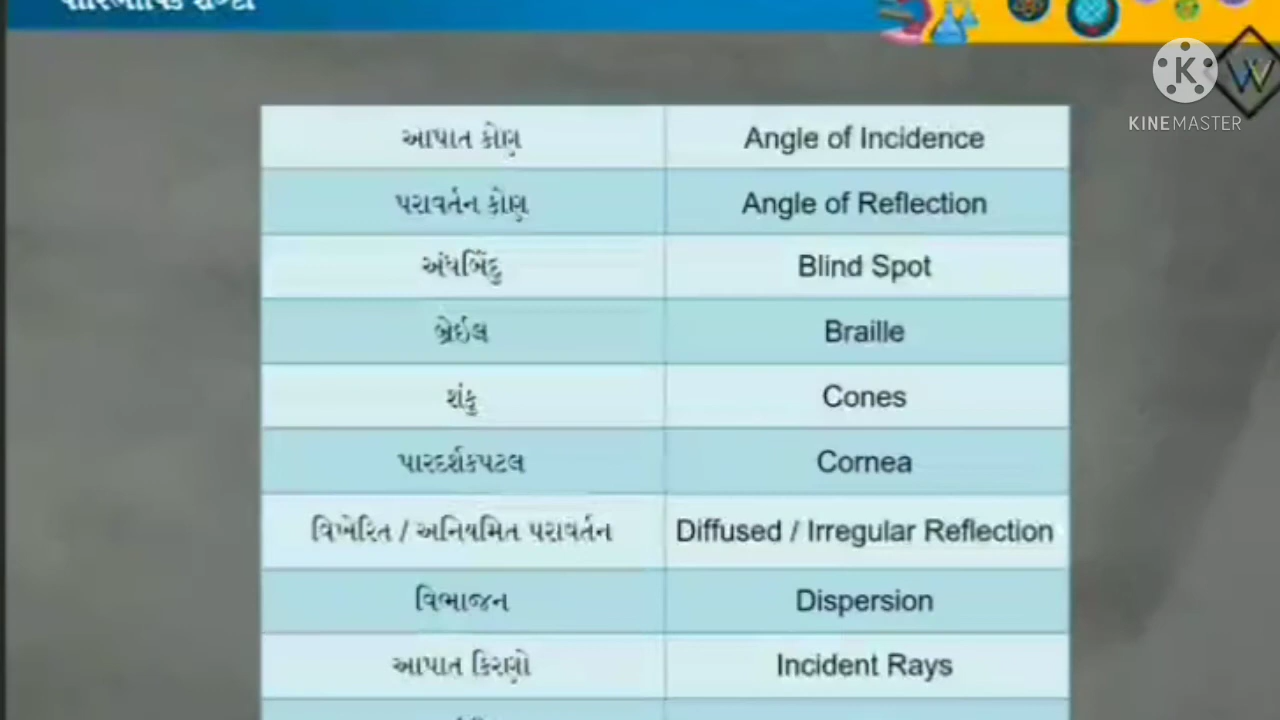 KINEMASTER
આપાત કોણ Angle of Incidence
પરાવર્તન કોણ Angle of Reflection
અંધબિંદુ Blind Spot
બ્રેઈલ Braille
શંકુ Cones
પારદર્શકપટલ Cornea
વિખેરિત / અનિયમિત પરાવર્તન Diffused / Irregular Reflection
વિભાજન Dispersion
આપાત કિરણો Incident Rays